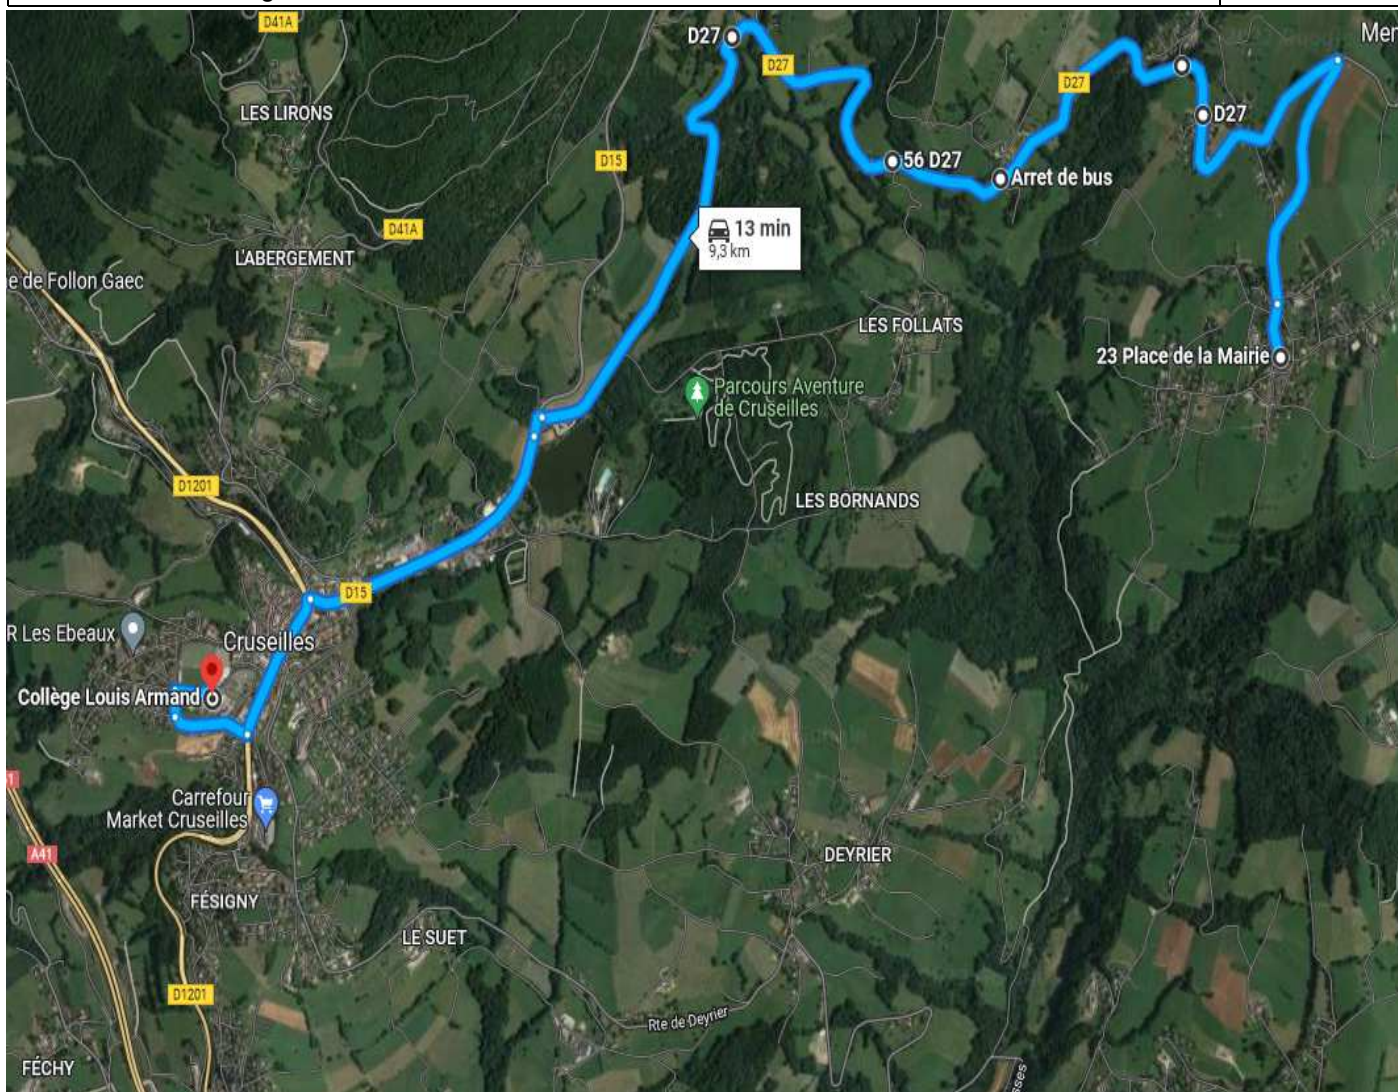 D41A
D27
D27
D27
LES LIRONS
D27
D15
56 D27
Arret de bus
D41A
13 min
9,3 km
L'ABERGEMENT
e de Follon Gaec
LES FOLLATS
23 Place de la Mairie
Parcours Aventure
de Cruseilles
D1201
LES BORNANDS
D15
R Les Ebeaux
Cruseilles
Collège Louis Armand
Carrefour
Market Cruseilles
A41
DEYRIER
FÉSIGNY
LE SUET
D1201
Rte de Deyrier
FÉCHY